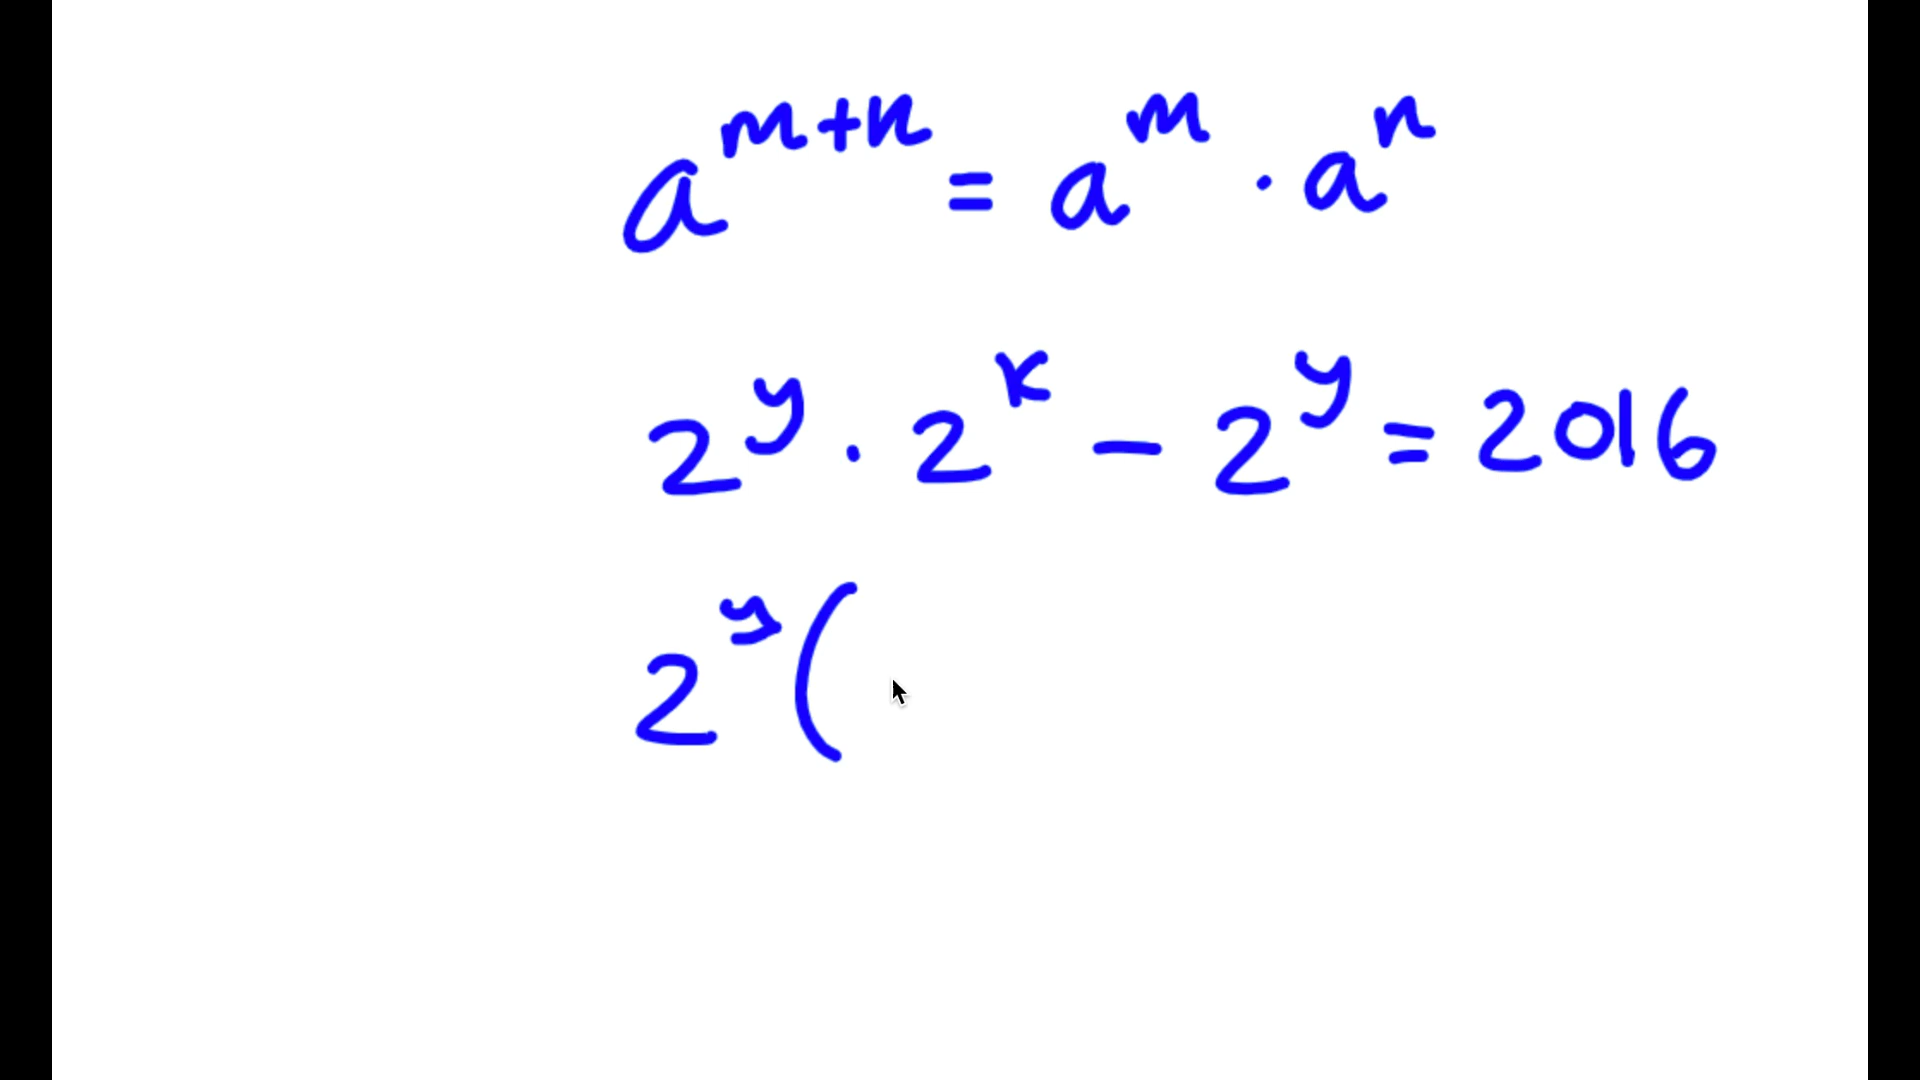 a^{m+n} = a^m · a^n
2^y · 2^k - 2^y = 2016
2^y (